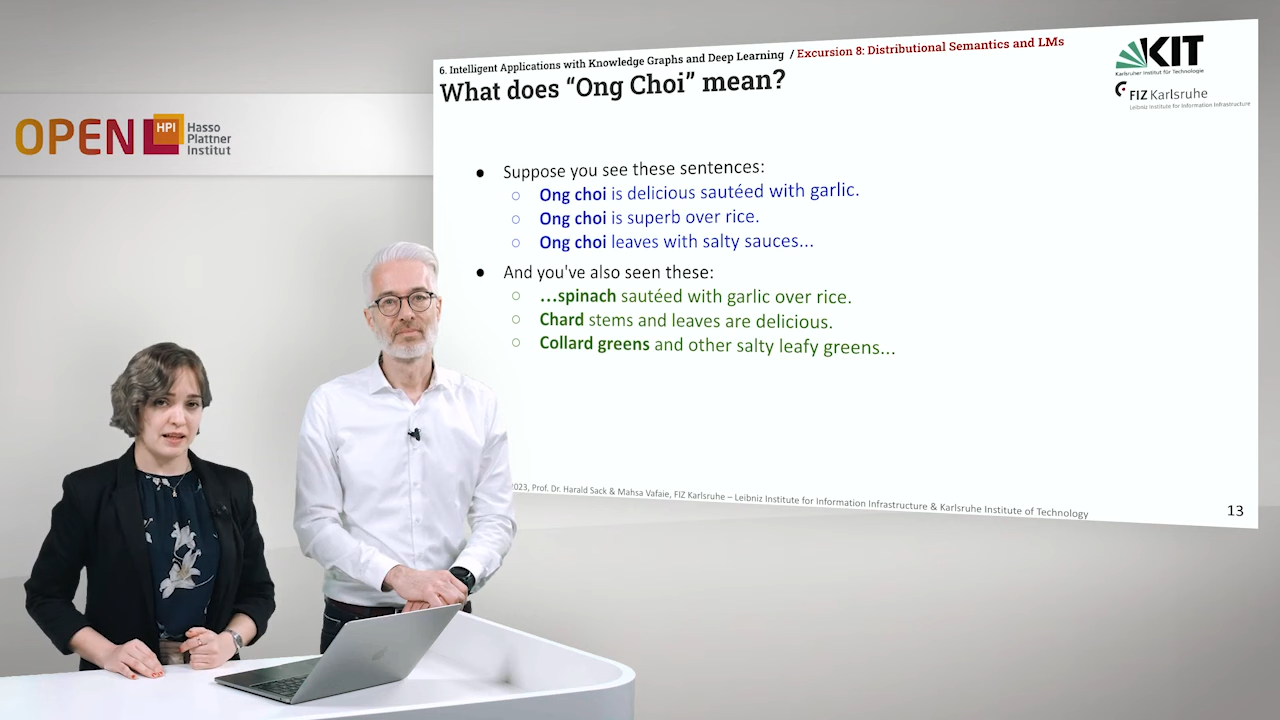 6. Intelligent Applications with Knowledge Graphs and Deep Learning / Excursion 8: Distributional Semantics and LMs
What does “Ong Choi” mean?
KIT
Karlsruher Institut für Technologie
FIZ Karlsruhe
Leibniz Institute for Information Infrastructure
OPEN HPI
Hasso
Plattner
Institut
● Suppose you see these sentences:
○ Ong choi is delicious sautéed with garlic.
○ Ong choi is superb over rice.
○ Ong choi leaves with salty sauces...
● And you've also seen these:
○ …spinach sautéed with garlic over rice.
○ Chard stems and leaves are delicious.
○ Collard greens and other salty leafy greens...
2023, Prof. Dr. Harald Sack & Mahsa Vafaie, FIZ Karlsruhe – Leibniz Institute for Information Infrastructure & Karlsruhe Institute of Technology
13